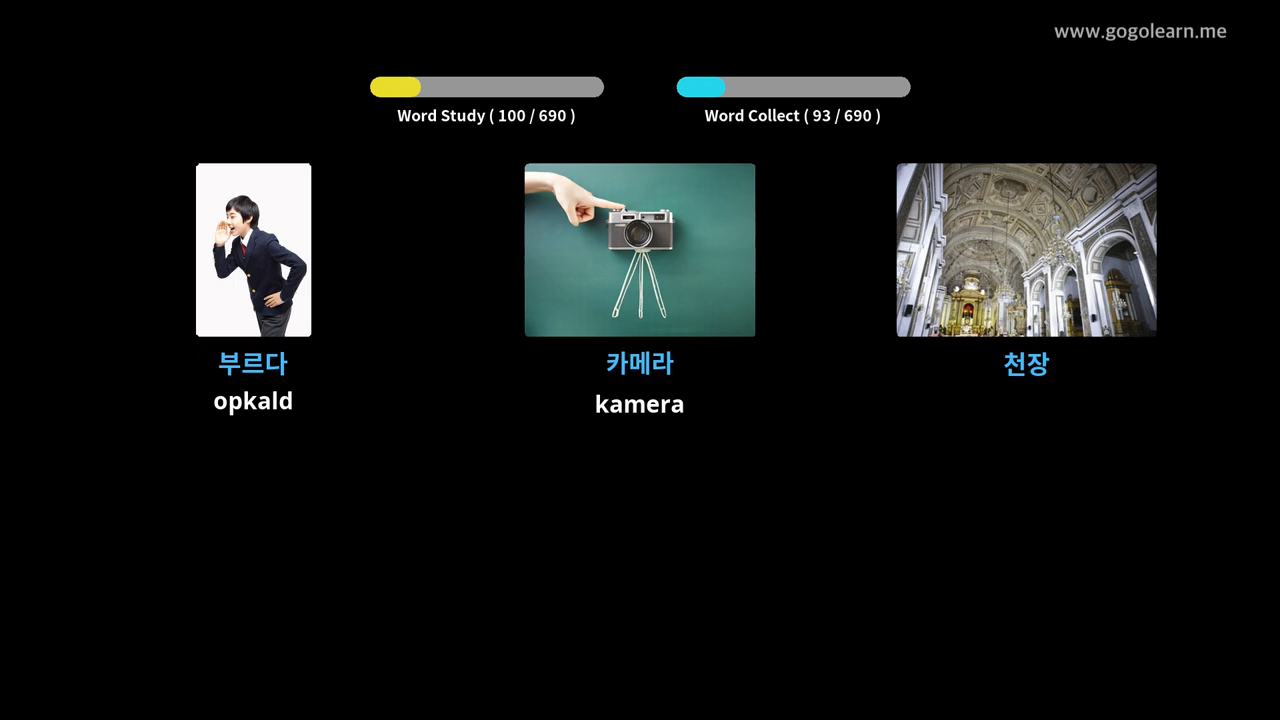 www.gogolearn.me
Word Study ( 100 / 690 )
Word Collect ( 93 / 690 )
부르다
카메라
천장
opkald
kamera